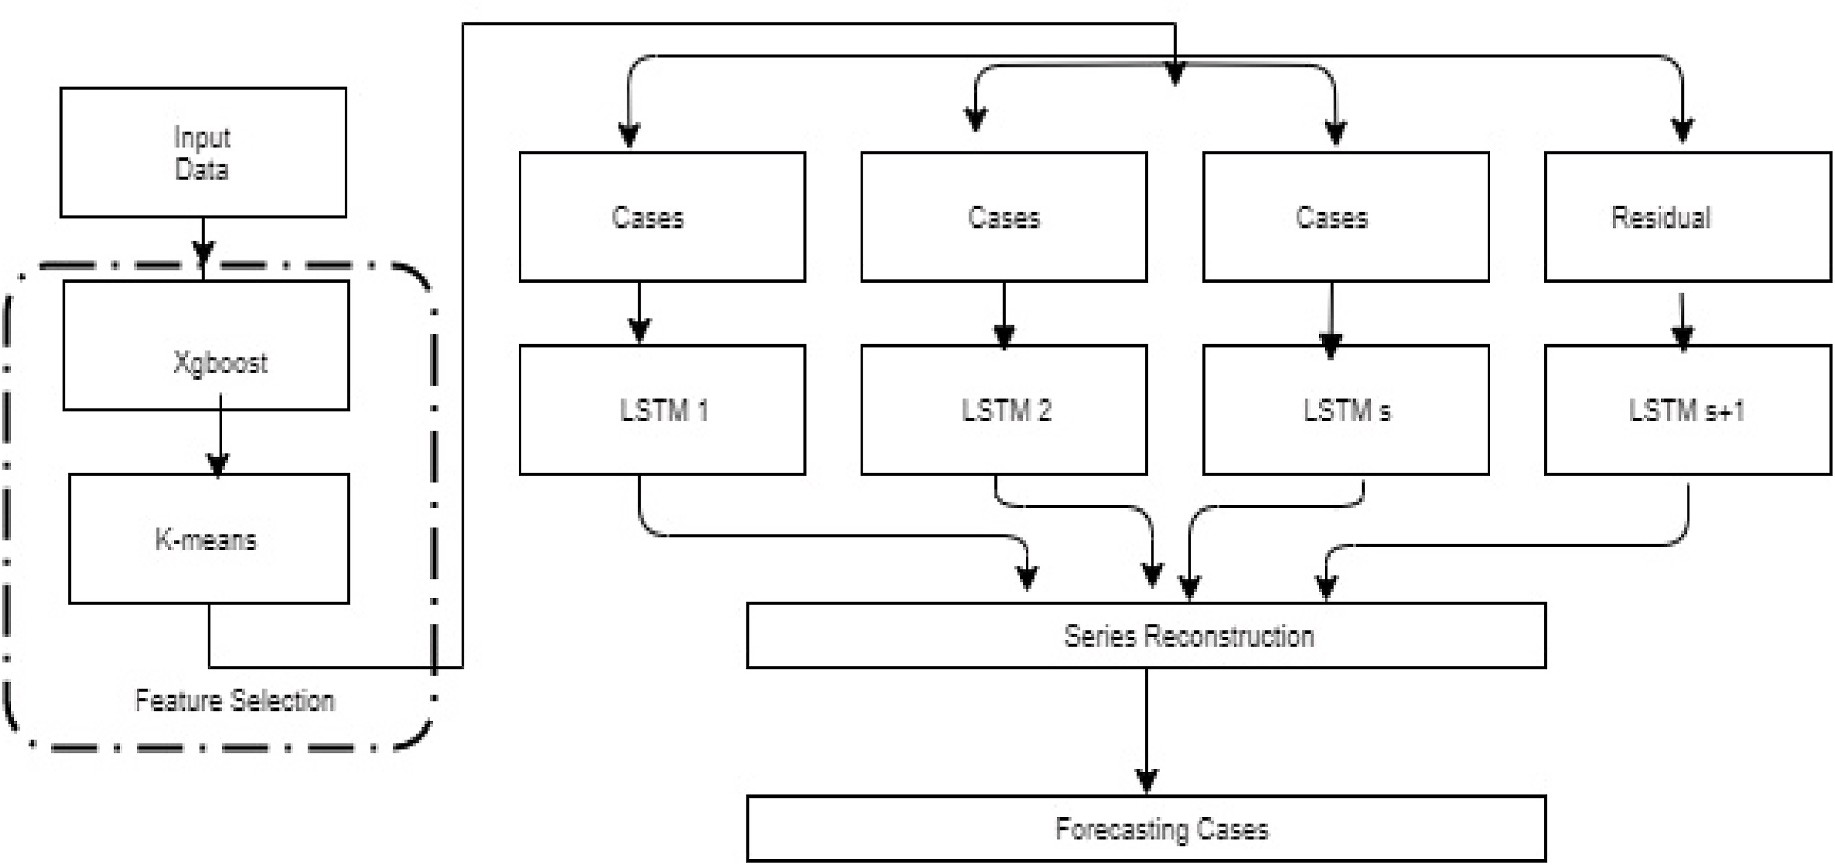 Input
Data
Xgboost
K-means
Feature Selection
Cases
Cases
Cases
Residual
LSTM 1
LSTM 2
LSTM s
LSTM s+1
Series Reconstruction
Forecasting Cases